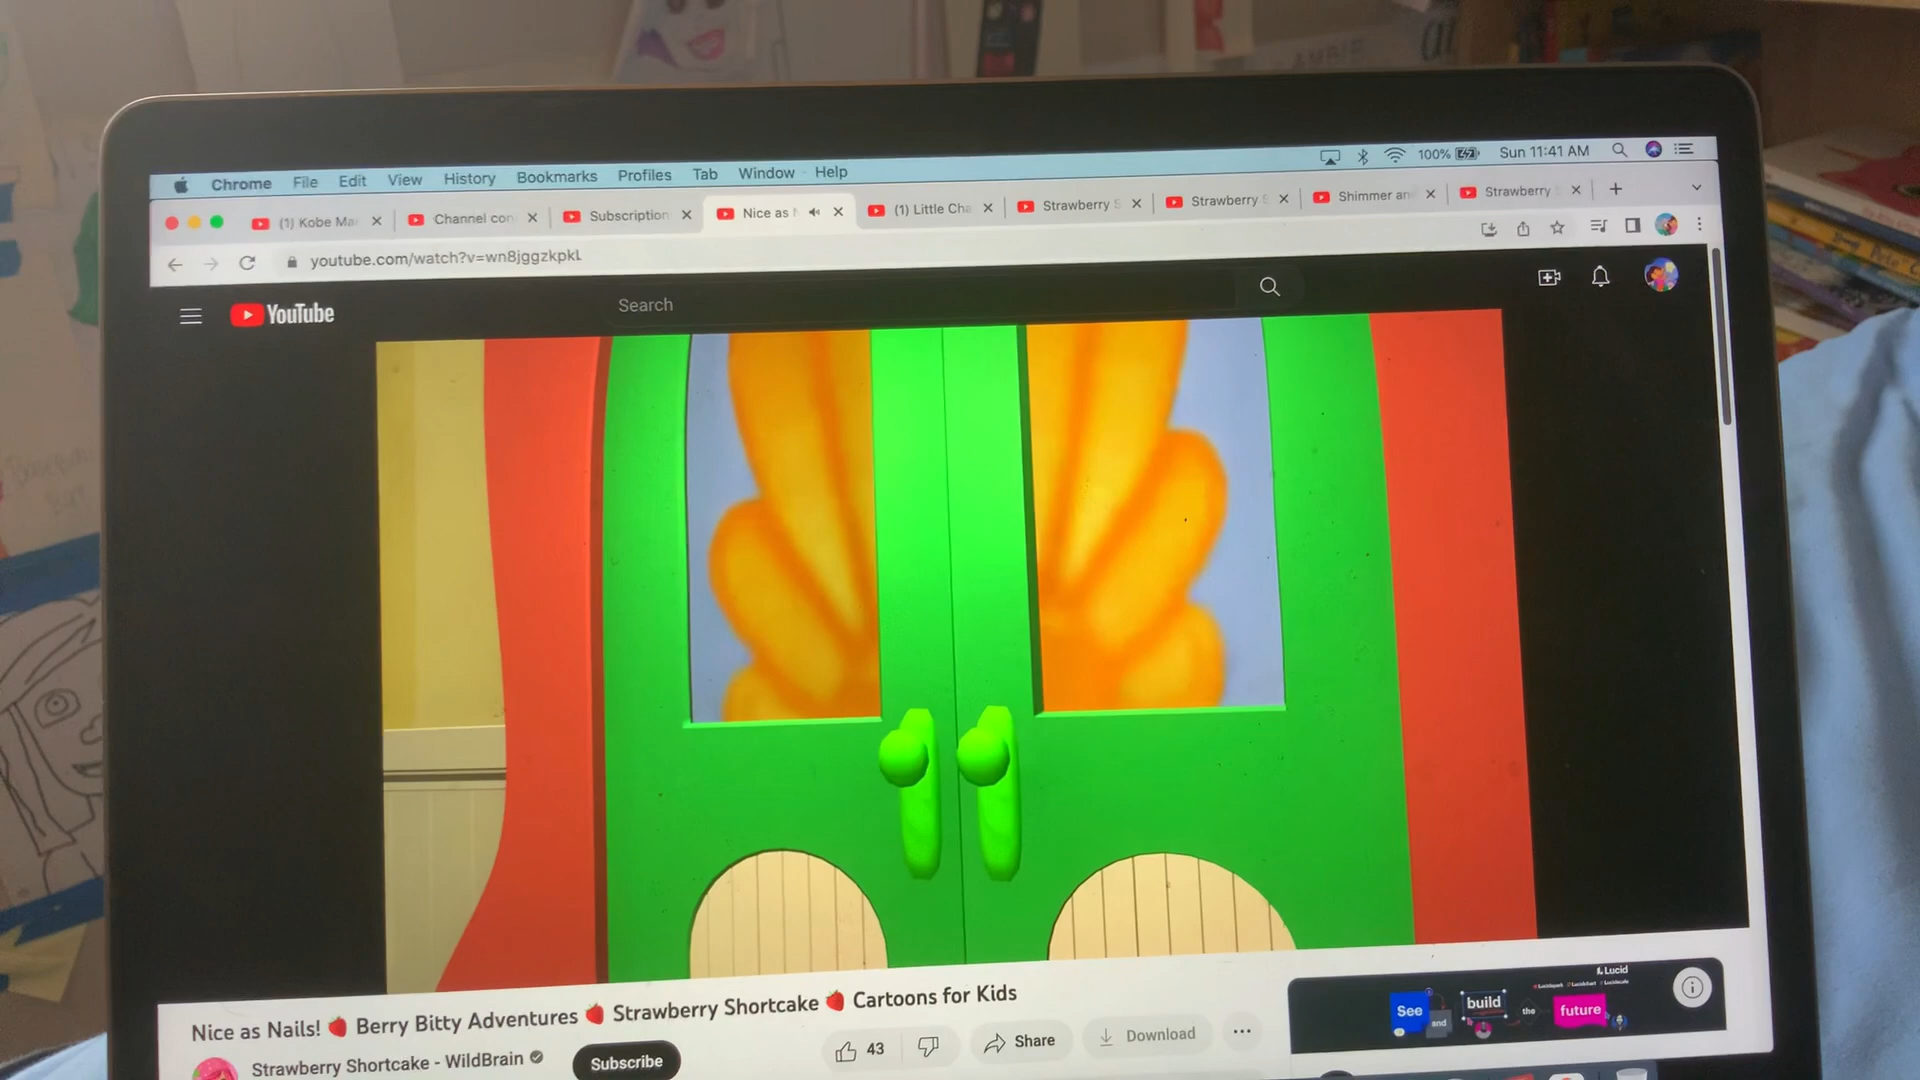 Chrome File Edit View History Bookmarks Profiles Tab Window Help 100% Sun 11:41 AM
(1) Kobe Ma Channel con Subscription Nice as (1) Little Cha Strawberry S Strawberry S Shimmer an Strawberry
youtube.com/watch?v=wn8jggzkpkL
YouTube Search
Nice as Nails! 🍓 Berry Bitty Adventures 🍓 Strawberry Shortcake 🍓 Cartoons for Kids
Strawberry Shortcake - WildBrain
Subscribe
43 Share Download
Lucid
See and build the future